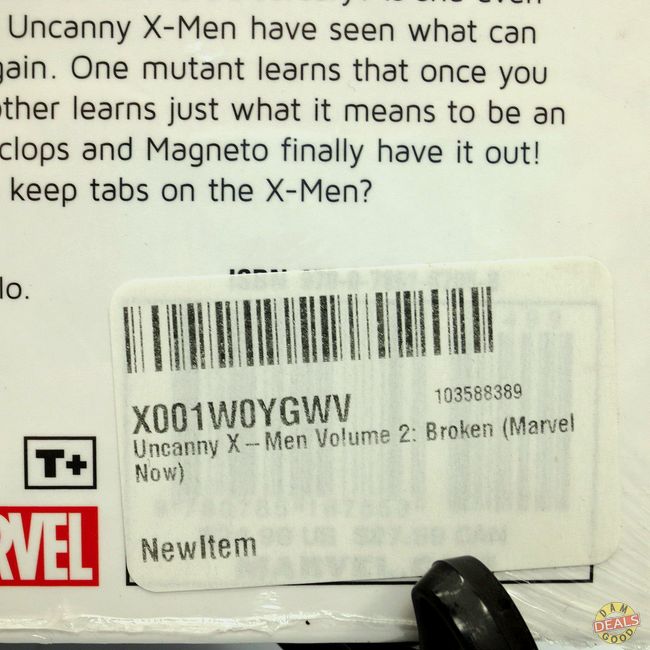 Uncanny X-Men have seen what can
gain. One mutant learns that once you
other learns just what it means to be an
clops and Magneto finally have it out!
keep tabs on the X-Men?
lo.
X001W0YGWV 103588389
Uncanny X-Men Volume 2: Broken (Marvel
Now)
NewItem
T+
RVEL
DAM
DEALS
GOOD